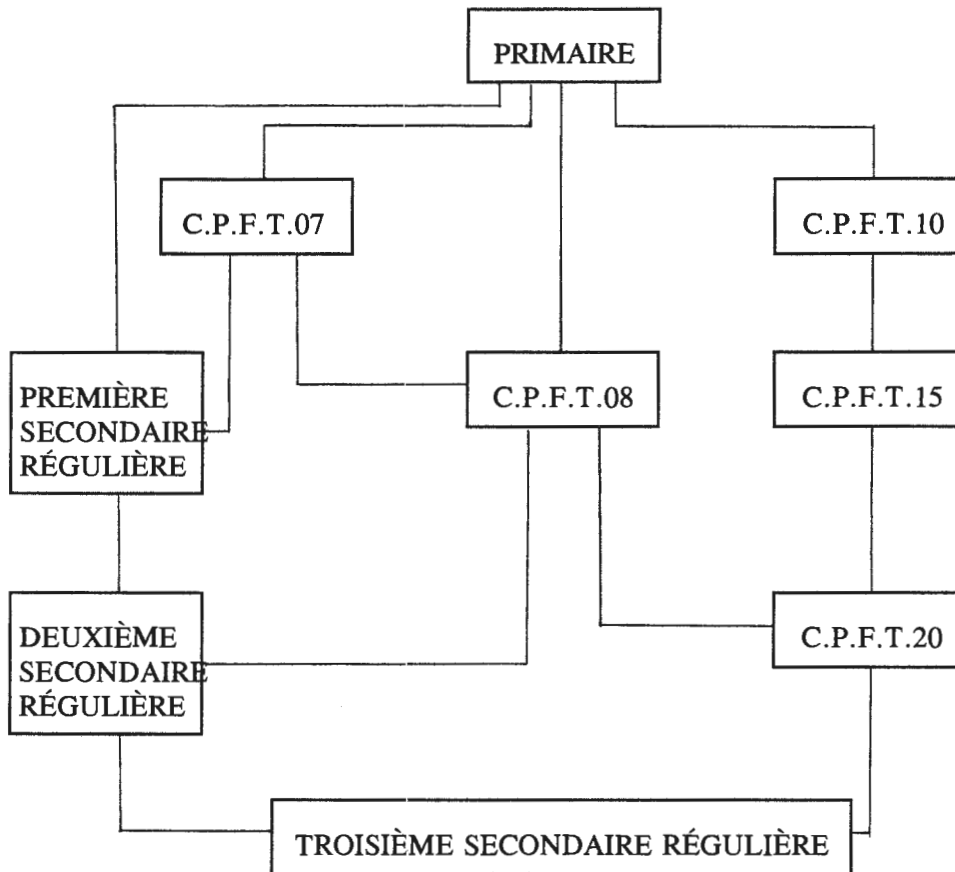 PRIMAIRE
C.P.F.T.07
C.P.F.T.10
PREMIÈRE
SECONDAIRE
RÉGULIÈRE
C.P.F.T.08
C.P.F.T.15
DEUXIÈME
SECONDAIRE
RÉGULIÈRE
C.P.F.T.20
TROISIÈME SECONDAIRE RÉGULIÈRE